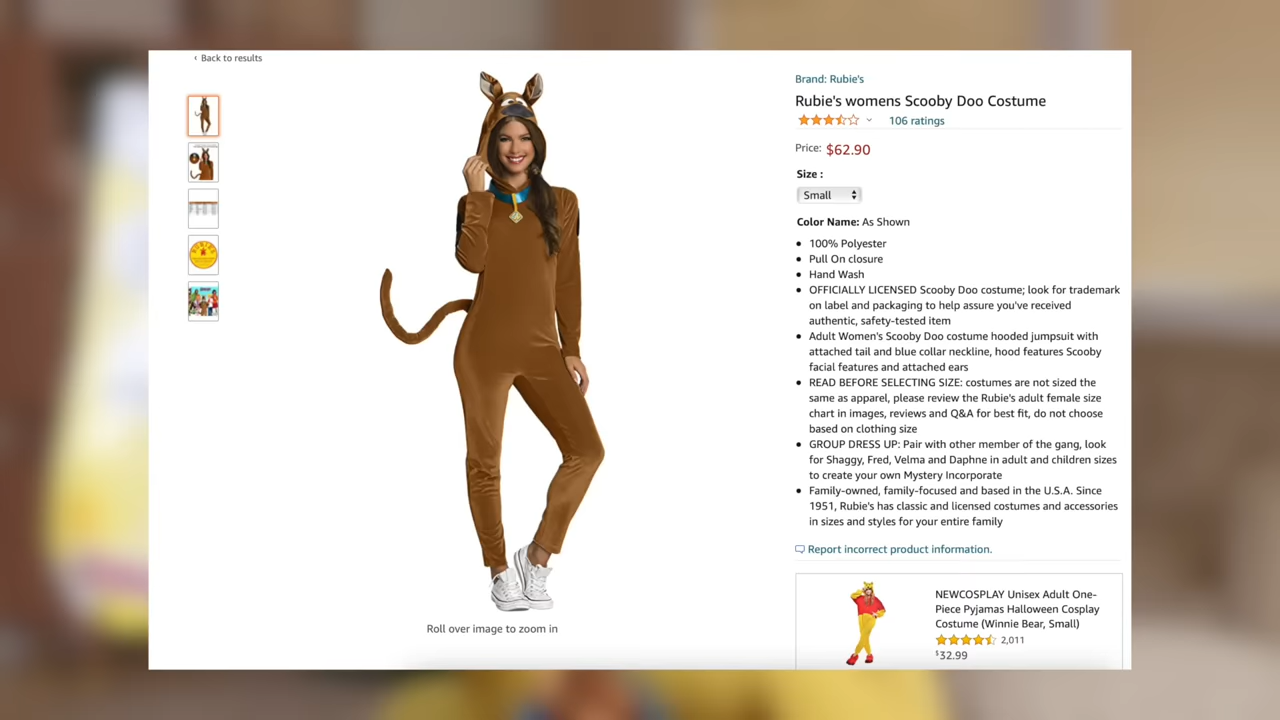 ‹ Back to results
Brand: Rubie's
Rubie's womens Scooby Doo Costume
106 ratings
Price: $62.90
Size :
Small
Color Name: As Shown
100% Polyester
Pull On closure
Hand Wash
OFFICIALLY LICENSED Scooby Doo costume; look for trademark
on label and packaging to help assure you've received
authentic, safety-tested item
Adult Women's Scooby Doo costume hooded jumpsuit with
attached tail and blue collar neckline, hood features Scooby
facial features and attached ears
READ BEFORE SELECTING SIZE: costumes are not sized the
same as apparel, please review the Rubie's adult female size
chart in images, reviews and Q&A for best fit, do not choose
based on clothing size
GROUP DRESS UP: Pair with other member of the gang, look
for Shaggy, Fred, Velma and Daphne in adult and children sizes
to create your own Mystery Incorporate
Family-owned, family-focused and based in the U.S.A. Since
1951, Rubie's has classic and licensed costumes and accessories
in sizes and styles for your entire family
Report incorrect product information.
NEWCOSPLAY Unisex Adult One-
Piece Pyjamas Halloween Cosplay
Costume (Winnie Bear, Small)
2,011
$32.99
Roll over image to zoom in